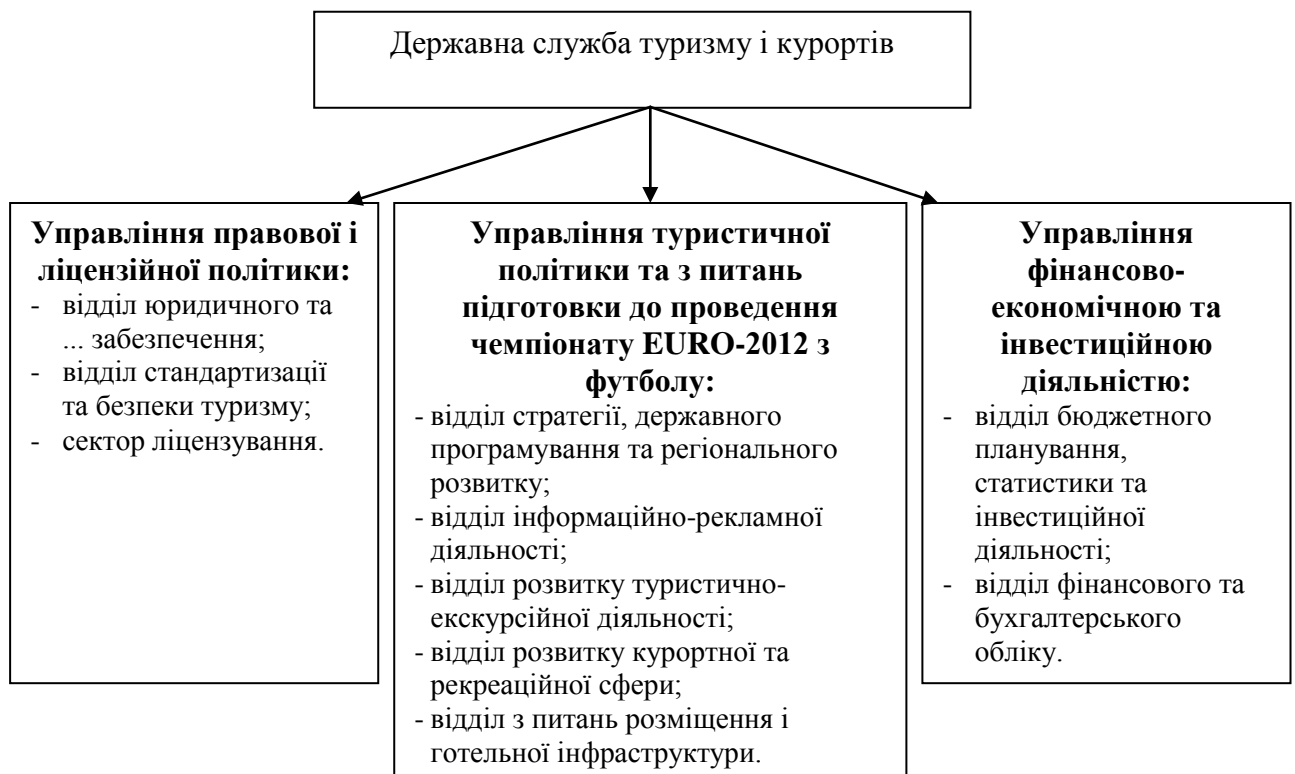 Державна служба туризму і курортів
Управління правової і
ліцензійної політики:
- відділ юридичного та
... забезпечення;
- відділ стандартизації
та безпеки туризму;
- сектор ліцензування.
Управління туристичної
політики та з питань
підготовки до проведення
чемпіонату EURO-2012 з
футболу:
- відділ стратегії, державного
програмування та регіонального
розвитку;
- відділ інформаційно-рекламної
діяльності;
- відділ розвитку туристично-
екскурсійної діяльності;
- відділ розвитку курортної та
рекреаційної сфери;
- відділ з питань розміщення і
готельної інфраструктури.
Управління
фінансово-
економічною та
інвестиційною
діяльністю:
- відділ бюджетного
планування,
статистики та
інвестиційної
діяльності;
- відділ фінансового та
бухгалтерського
обліку.